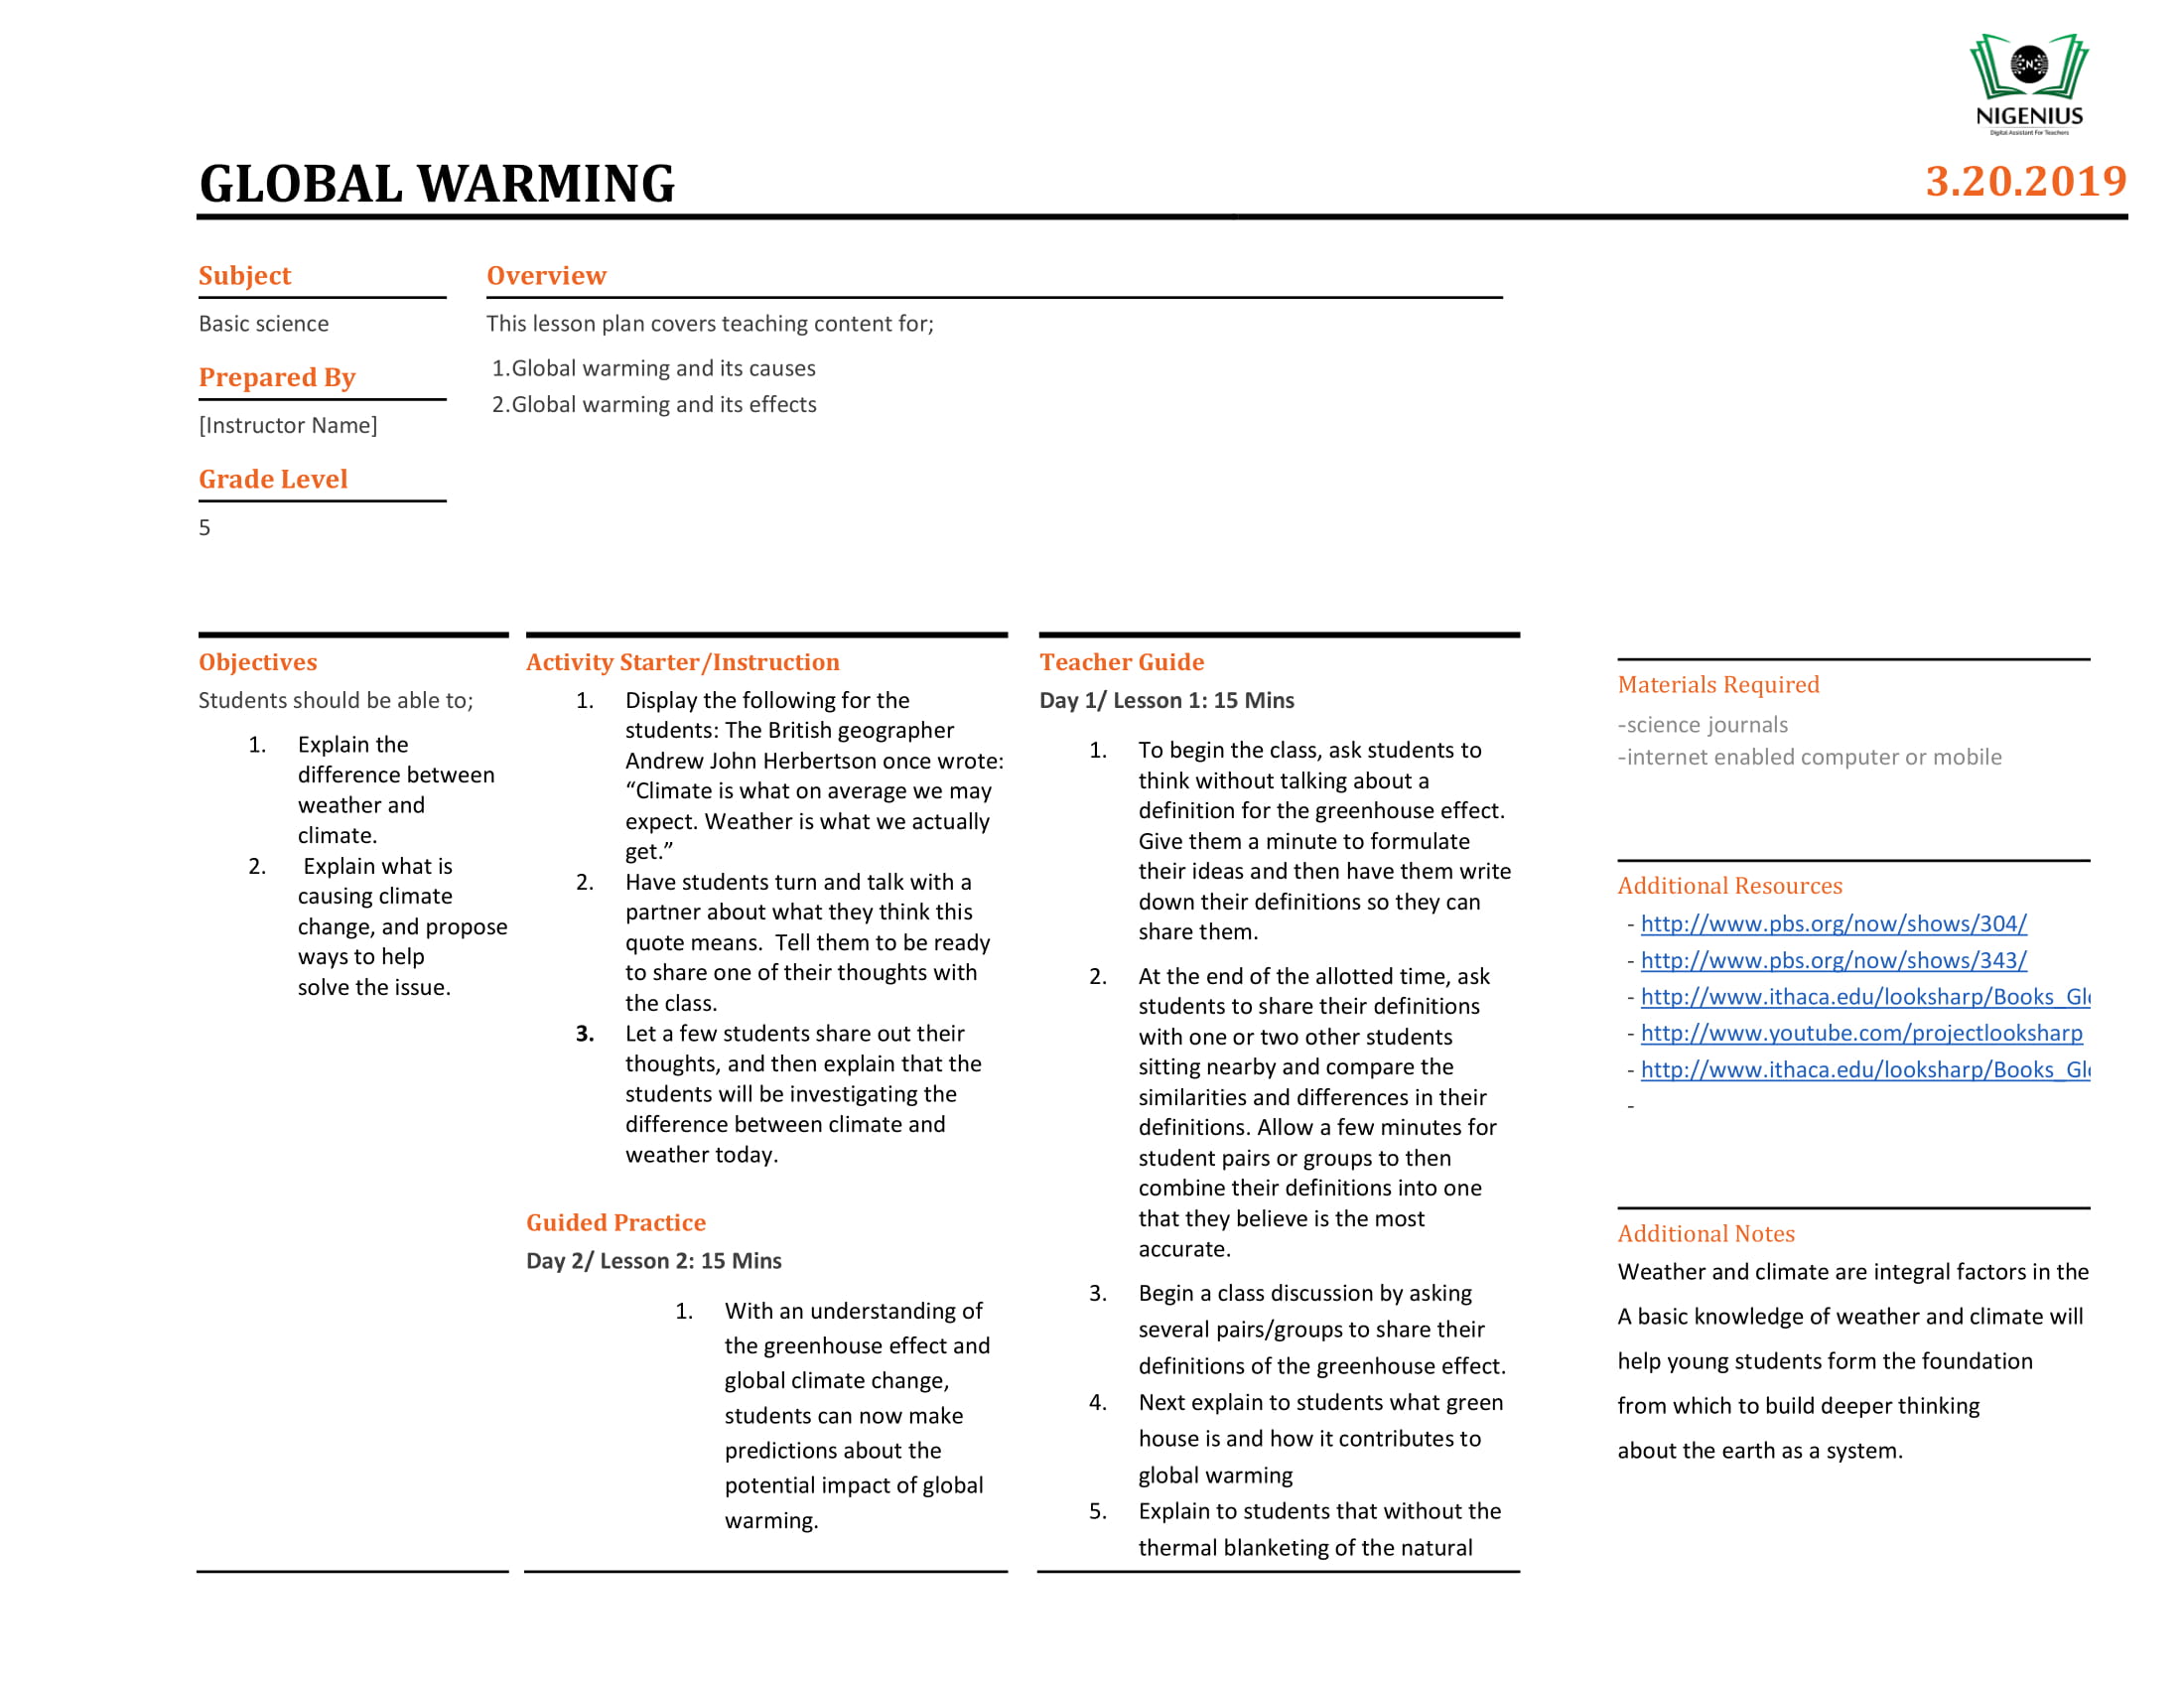 NIGENIUS
Digital Assistant For Teachers
GLOBAL WARMING
3.20.2019
Subject
Basic science
Prepared By
[Instructor Name]
Grade Level
5
Overview
This lesson plan covers teaching content for;
1.Global warming and its causes
2.Global warming and its effects
Objectives
Students should be able to;
1. Explain the
difference between
weather and
climate.
2. Explain what is
causing climate
change, and propose
ways to help
solve the issue.
Activity Starter/Instruction
1. Display the following for the
students: The British geographer
Andrew John Herbertson once wrote:
“Climate is what on average we may
expect. Weather is what we actually
get.”
2. Have students turn and talk with a
partner about what they think this
quote means. Tell them to be ready
to share one of their thoughts with
the class.
3. Let a few students share out their
thoughts, and then explain that the
students will be investigating the
difference between climate and
weather today.
Guided Practice
Day 2/ Lesson 2: 15 Mins
1. With an understanding of
the greenhouse effect and
global climate change,
students can now make
predictions about the
potential impact of global
warming.
Teacher Guide
Day 1/ Lesson 1: 15 Mins
1. To begin the class, ask students to
think without talking about a
definition for the greenhouse effect.
Give them a minute to formulate
their ideas and then have them write
down their definitions so they can
share them.
2. At the end of the allotted time, ask
students to share their definitions
with one or two other students
sitting nearby and compare the
similarities and differences in their
definitions. Allow a few minutes for
student pairs or groups to then
combine their definitions into one
that they believe is the most
accurate.
3. Begin a class discussion by asking
several pairs/groups to share their
definitions of the greenhouse effect.
4. Next explain to students what green
house is and how it contributes to
global warming
5. Explain to students that without the
thermal blanketing of the natural
Materials Required
-science journals
-internet enabled computer or mobile
Additional Resources
- http://www.pbs.org/now/shows/304/
- http://www.pbs.org/now/shows/343/
- http://www.ithaca.edu/looksharp/Books_Gl
- http://www.youtube.com/projectlooksharp
- http://www.ithaca.edu/looksharp/Books_Gl
-
Additional Notes
Weather and climate are integral factors in the
A basic knowledge of weather and climate will
help young students form the foundation
from which to build deeper thinking
about the earth as a system.